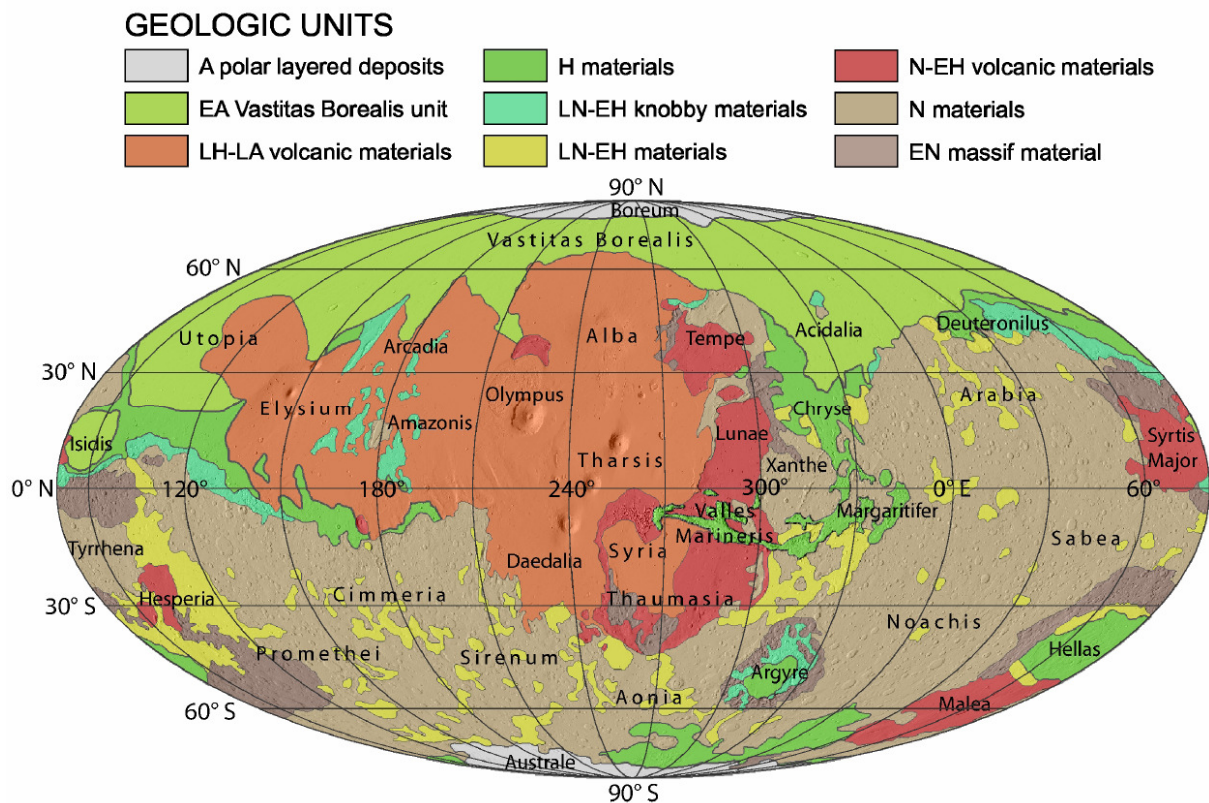 GEOLOGIC UNITS
A polar layered deposits
EA Vastitas Borealis unit
LH-LA volcanic materials
H materials
LN-EH knobby materials
LN-EH materials
N-EH volcanic materials
N materials
EN massif material
90° N
Boreum
Vastitas Borealis
60° N
Utopia
Arcadia
Alba
Tempe
Acidalia
Deuteronilus
30° N
Elysium
Amazonis
Olympus
Tharsis
Lunae
Chryse
Xanthe
Arabia
Isidis
Syrtis
Major
0° N
120°
180°
240°
300°
0° E
60°
Valles
Marineris
Margaritifer
Tyrrhena
Daedalia
Syria
Sabea
Hesperia
Cimmeria
Thaumasia
30° S
Noachis
Promethei
Sirenum
Aonia
Argyre
Hellas
60° S
Malea
Australe
90° S